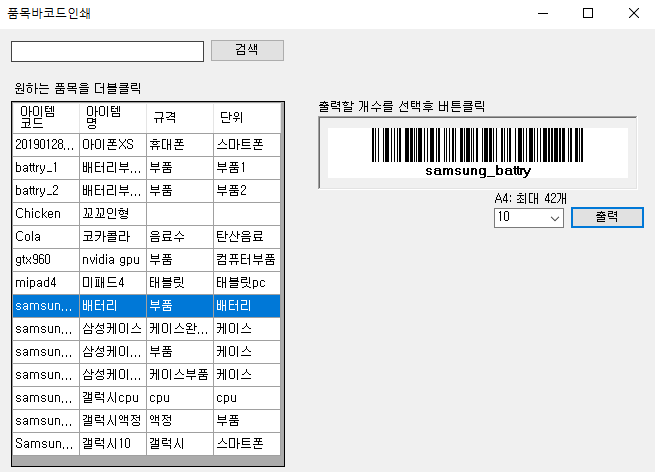 품목바코드인쇄
검색
원하는 품목을 더블클릭
아이템 코드 아이템 명 규격 단위
20190128... 아이폰XS 휴대폰 스마트폰
battry_1 배터리부... 부품 부품1
battry_2 배터리부... 부품 부품2
Chicken 꼬꼬인형
Cola 코카콜라 음료수 탄산음료
gtx960 nvidia gpu 부품 컴퓨터부품
mipad4 미패드4 태블릿 태블릿pc
samsun... 배터리 부품 배터리
samsun... 삼성케이스 케이스완... 케이스
samsun... 삼성케이... 부품 케이스
samsun... 삼성케이... 케이스부품 케이스
samsun... 갤럭시cpu cpu cpu
samsun... 갤럭시액정 액정 부품
Samsun... 갤럭시10 갤럭시 스마트폰
출력할 개수를 선택후 버튼클릭
samsung_battry
A4: 최대 42개
10 출력